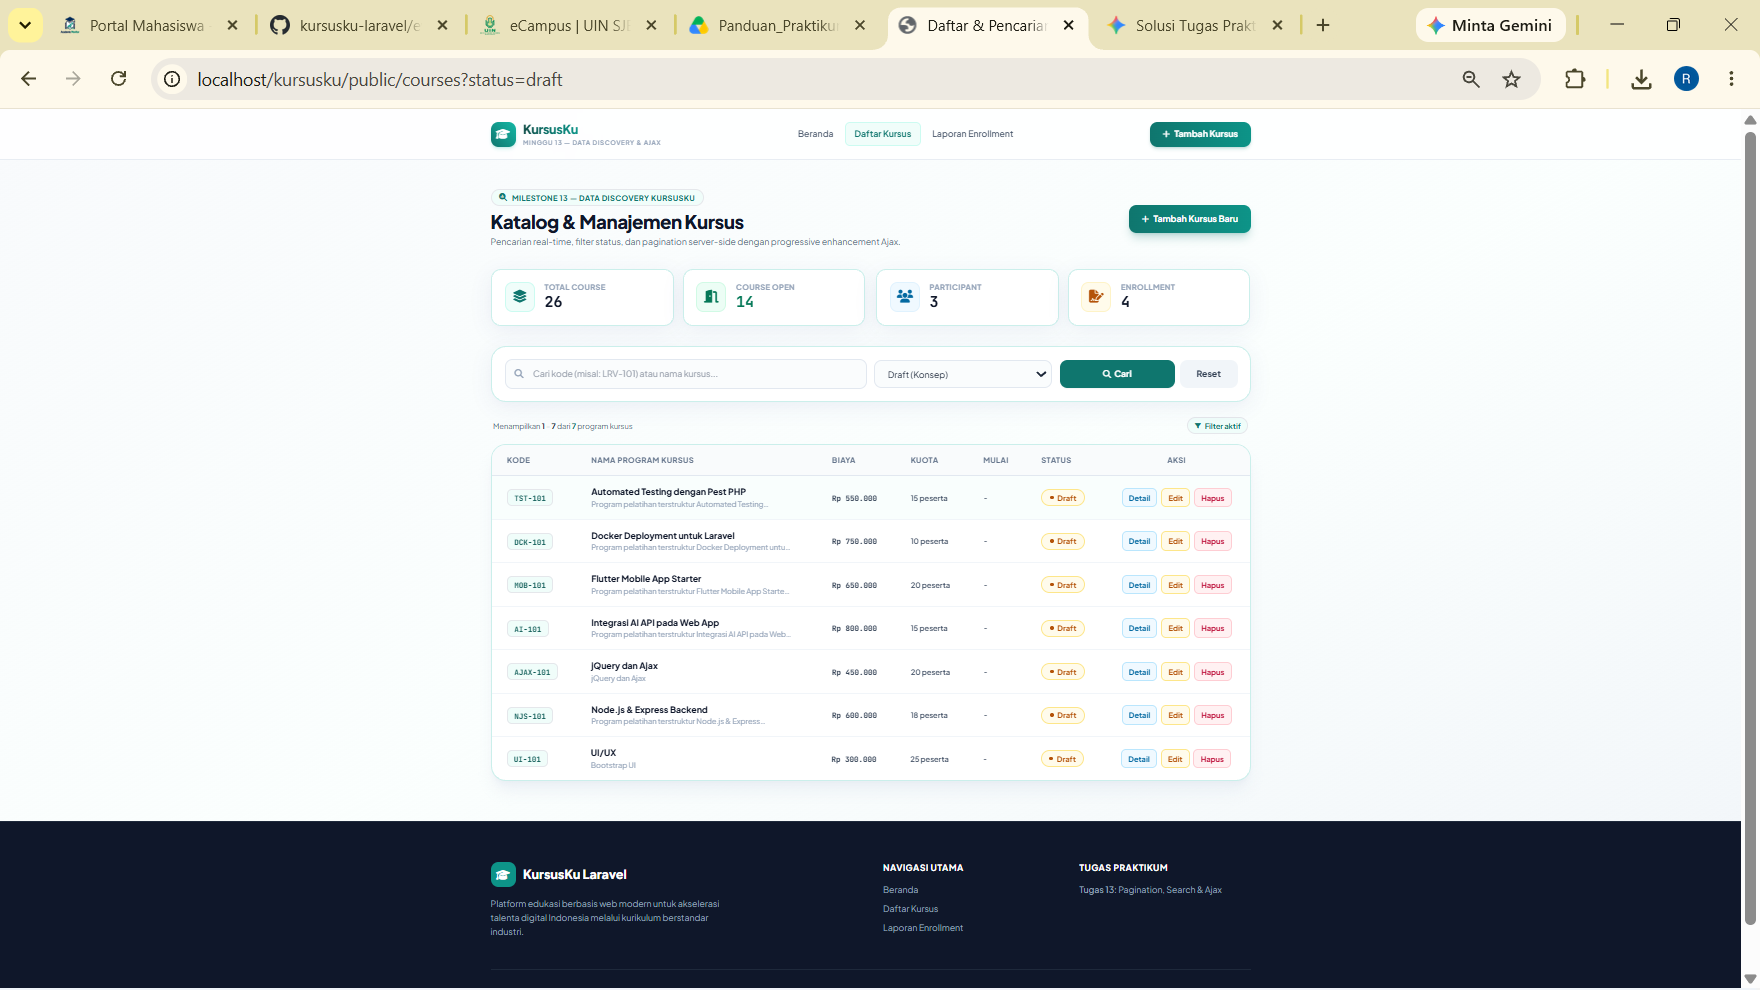 Portal Mahasiswa
kursusku-laravel/e
eCampus | UIN SJ
Panduan_Praktiku
Daftar & Pencarian
Solusi Tugas Prakt
Minta Gemini
localhost/kursusku/public/courses?status=draft
R
KursusKu
MINGGU 13 — DATA DISCOVERY & AJAX
Beranda
Daftar Kursus
Laporan Enrollment
+ Tambah Kursus
MILESTONE 13 — DATA DISCOVERY KURSUSKU
Katalog & Manajemen Kursus
Pencarian real-time, filter status, dan pagination server-side dengan progressive enhancement Ajax.
+ Tambah Kursus Baru
TOTAL COURSE
26
COURSE OPEN
14
PARTICIPANT
3
ENROLLMENT
4
Cari kode (misal: LRV-101) atau nama kursus...
Draft (Konsep)
Cari
Reset
Menampilkan 1 - 7 dari 7 program kursus
Filter aktif
KODE NAMA PROGRAM KURSUS BIAYA KUOTA MULAI STATUS AKSI
TST-101 Automated Testing dengan Pest PHP Rp 550.000 15 peserta - Draft Detail Edit Hapus
Program pelatihan terstruktur Automated Testing...
DCK-101 Docker Deployment untuk Laravel Rp 750.000 10 peserta - Draft Detail Edit Hapus
Program pelatihan terstruktur Docker Deployment untu...
MOB-101 Flutter Mobile App Starter Rp 650.000 20 peserta - Draft Detail Edit Hapus
Program pelatihan terstruktur Flutter Mobile App Starte...
AI-101 Integrasi AI API pada Web App Rp 800.000 15 peserta - Draft Detail Edit Hapus
Program pelatihan terstruktur Integrasi AI API pada Web...
AJAX-101 jQuery dan Ajax Rp 450.000 20 peserta - Draft Detail Edit Hapus
jQuery dan Ajax
NJS-101 Node.js & Express Backend Rp 600.000 18 peserta - Draft Detail Edit Hapus
Program pelatihan terstruktur Node.js & Express...
UI-101 UI/UX Rp 300.000 25 peserta - Draft Detail Edit Hapus
Bootstrap UI
KursusKu Laravel
Platform edukasi berbasis web modern untuk akselerasi
talenta digital Indonesia melalui kurikulum berstandar
industri.
NAVIGASI UTAMA
Beranda
Daftar Kursus
Laporan Enrollment
TUGAS PRAKTIKUM
Tugas 13: Pagination, Search & Ajax